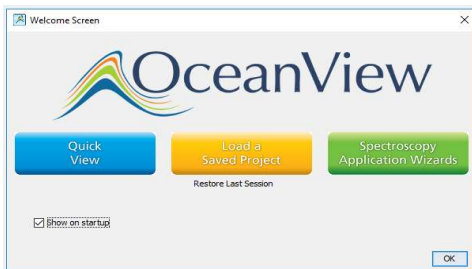 Welcome Screen
OceanView
Quick
View
Load a
Saved Project
Spectroscopy
Application Wizards
Restore Last Session
Show on startup
OK